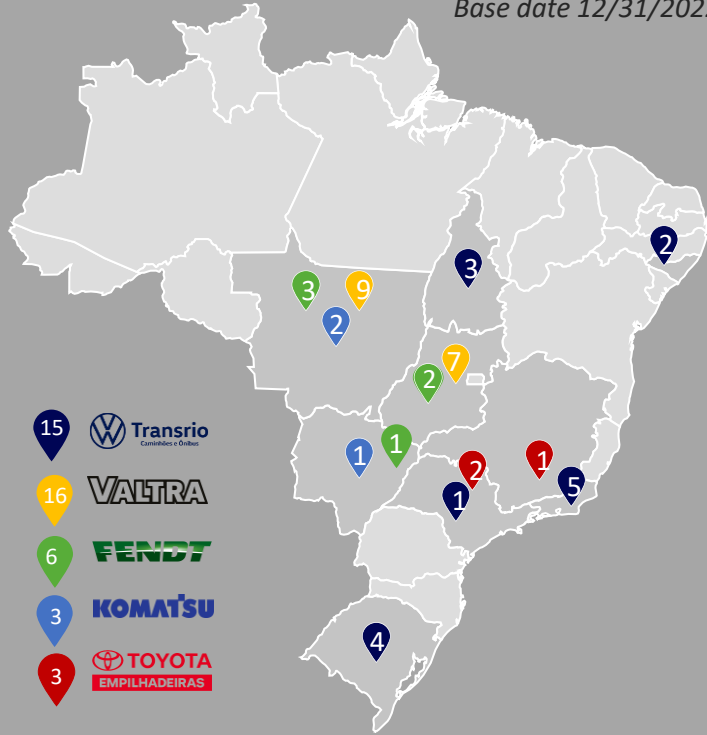 Base date 12/31/202
2
3
3
9
2
7
2
1
1
1
2
5
1
4
15
Transrio
Caminhões e Ônibus
16
VALTRA
6
FENDT
3
KOMATSU
3
TOYOTA
EMPILHADEIRAS